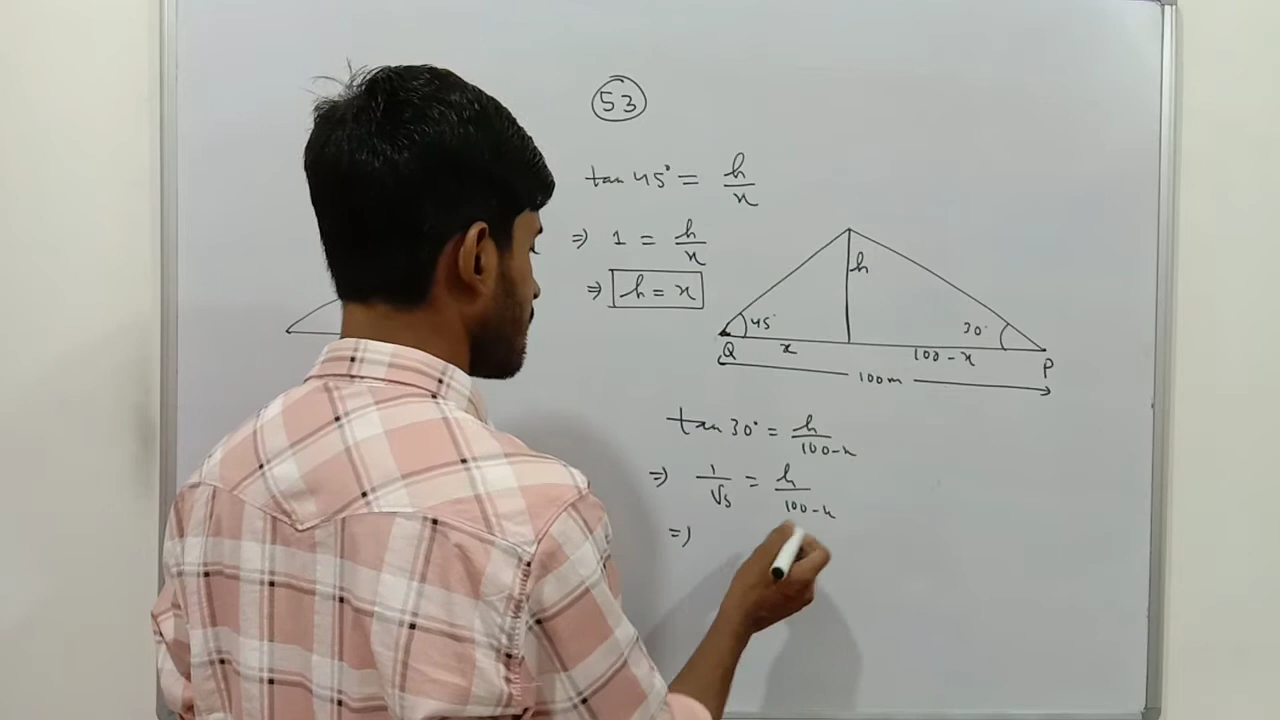 53
tan 45° = h/x
⇒ 1 = h/x
⇒ h = x
h
45°
30°
Q
x
100 - x
P
100m
tan 30° = h/100-x
⇒ 1/√3 = h/100-x
⇒